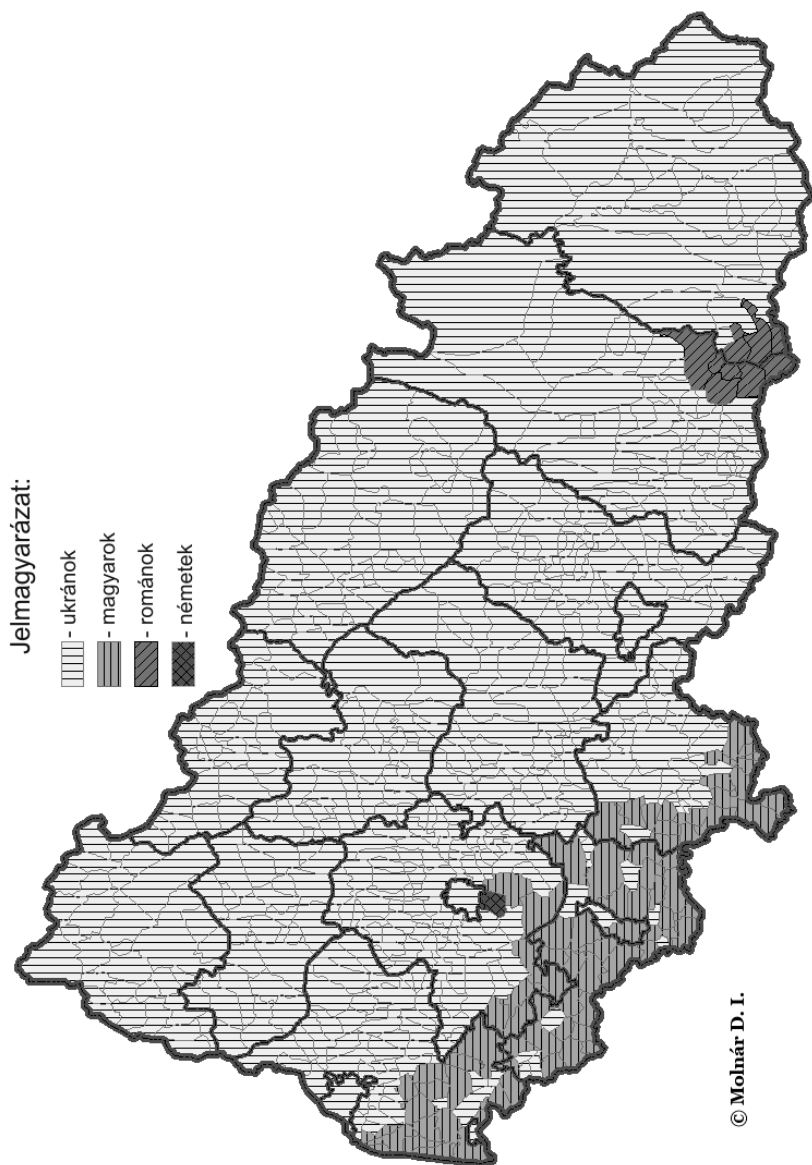 Jelmagyarázat:
- ukránok
- magyarok
- románok
- németek
© Molnár D. I.